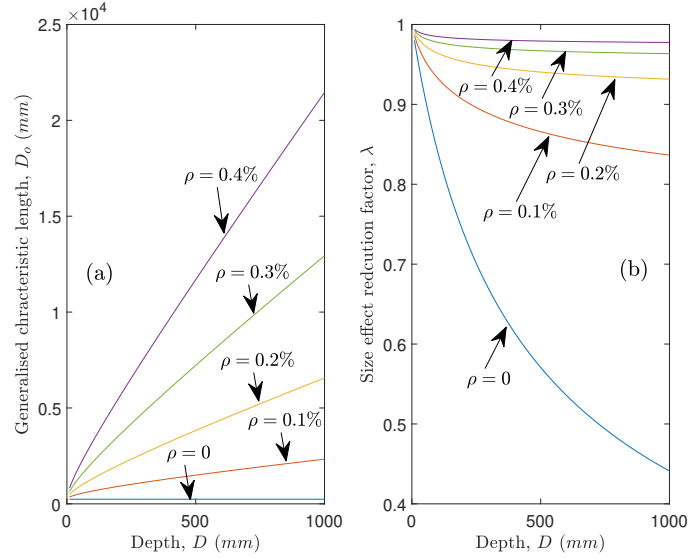 ×10⁴
2.5
2
1.5
1
0.5
0
0
500
1000
Generalised chracteristic length, Dₒ (mm)
Depth, D (mm)
(a)
ρ = 0.4%
ρ = 0.3%
ρ = 0.2%
ρ = 0.1%
ρ = 0
1
0.9
0.8
0.7
0.6
0.5
0.4
0
500
1000
Size effect redcution factor, λ
Depth, D (mm)
(b)
ρ = 0.4%
ρ = 0.3%
ρ = 0.2%
ρ = 0.1%
ρ = 0